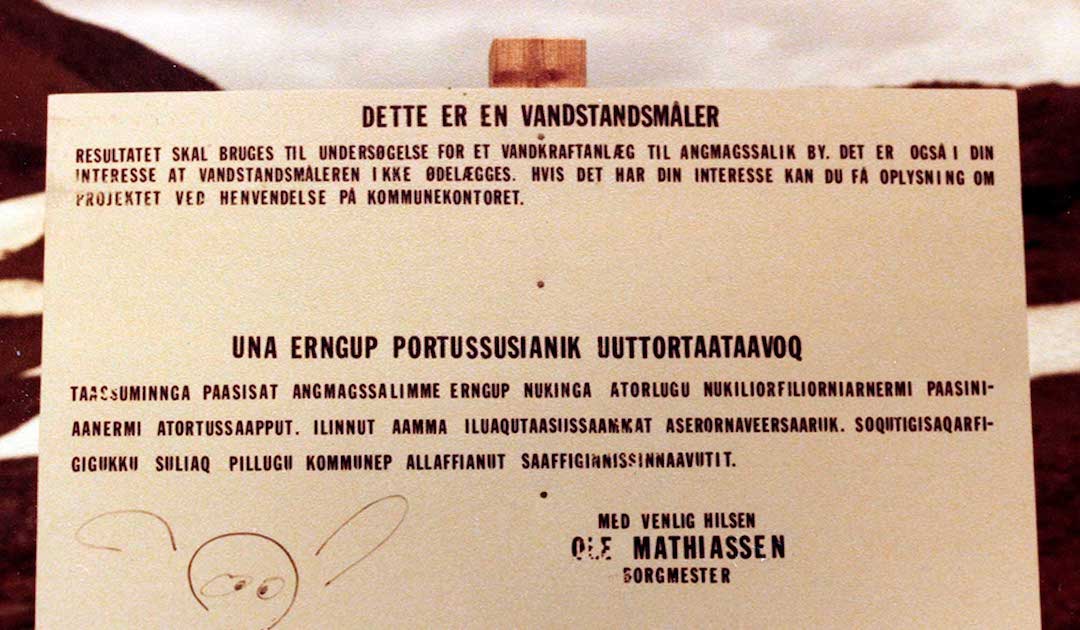 DETTE ER EN VANDSTANDSMÅLER
RESULTATET SKAL BRUGES TIL UNDERSØGELSE FOR ET VANDKRAFTANLÆG TIL ANGMAGSSALIK BY. DET ER OGSÅ I DIN
INTERESSE AT VANDSTANDSMÅLEREN IKKE ØDELÆGGES. HVIS DET HAR DIN INTERESSE KAN DU FÅ OPLYSNING OM
PROJEKTET VED HENVENDELSE PÅ KOMMUNEKONTORET.
UNA ERNGUP PORTUSSUSIANIK UUTTORTAATAAVOQ
TAASSUMINNGA PAASISAT ANGMAGSSALIMME ERNGUP NUKINGA ATORLUGU NUKILIORFILIORNIARNERMI PAASINI-
AANERMI ATORTUSSAAPPUT. ILINNUT AAMMA ILUAQUTAASUSSAAMMAT ASERORNAVEERSAARUK. SOQUTIGISAQARFI-
GIGUKKU SULIAQ PILLUGU KOMMUNEP ALLAFFIANUT SAAFFIGINNISSINNAAVUTIT.
MED VENLIG HILSEN
OLE MATHIASSEN
BORGMESTER